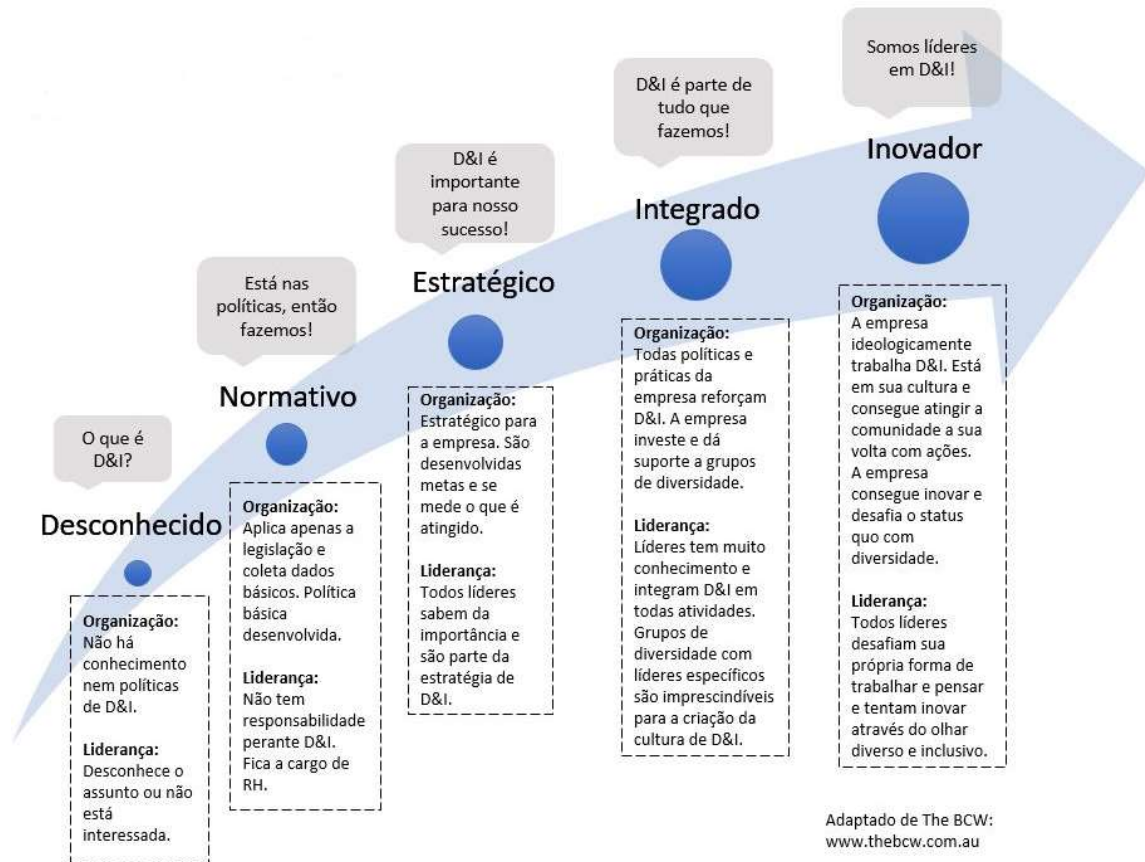 O que é
D&I?
Desconhecido
Organização:
Não há
conhecimento
nem políticas
de D&I.
Liderança:
Desconhece o
assunto ou não
está
interessada.
Está nas
políticas, então
fazemos!
Normativo
Organização:
Aplica apenas a
legislação e
coleta dados
básicos. Política
básica
desenvolvida.
Liderança:
Não tem
responsabilidade
perante D&I.
Fica a cargo de
RH.
D&I é
importante
para nosso
sucesso!
Estratégico
Organização:
Estratégico para
a empresa. São
desenvolvidas
metas e se
mede o que é
atingido.
Liderança:
Todos líderes
sabem da
importância e
são parte da
estratégia de
D&I.
D&I é parte de
tudo que
fazemos!
Integrado
Organização:
Todas políticas e
práticas da
empresa reforçam
D&I. A empresa
investe e dá
suporte a grupos
de diversidade.
Liderança:
Líderes tem muito
conhecimento e
integram D&I em
todas atividades.
Grupos de
diversidade com
líderes específicos
são imprescindíveis
para a criação da
cultura de D&I.
Somos líderes
em D&I!
Inovador
Organização:
A empresa
ideologicamente
trabalha D&I. Está
em sua cultura e
consegue atingir a
comunidade a sua
volta com ações.
A empresa
consegue inovar e
desafia o status
quo com
diversidade.
Liderança:
Todos líderes
desafiam sua
própria forma de
trabalhar e pensar
e tentam inovar
através do olhar
diverso e inclusivo.
Adaptado de The BCW:
www.thebcw.com.au